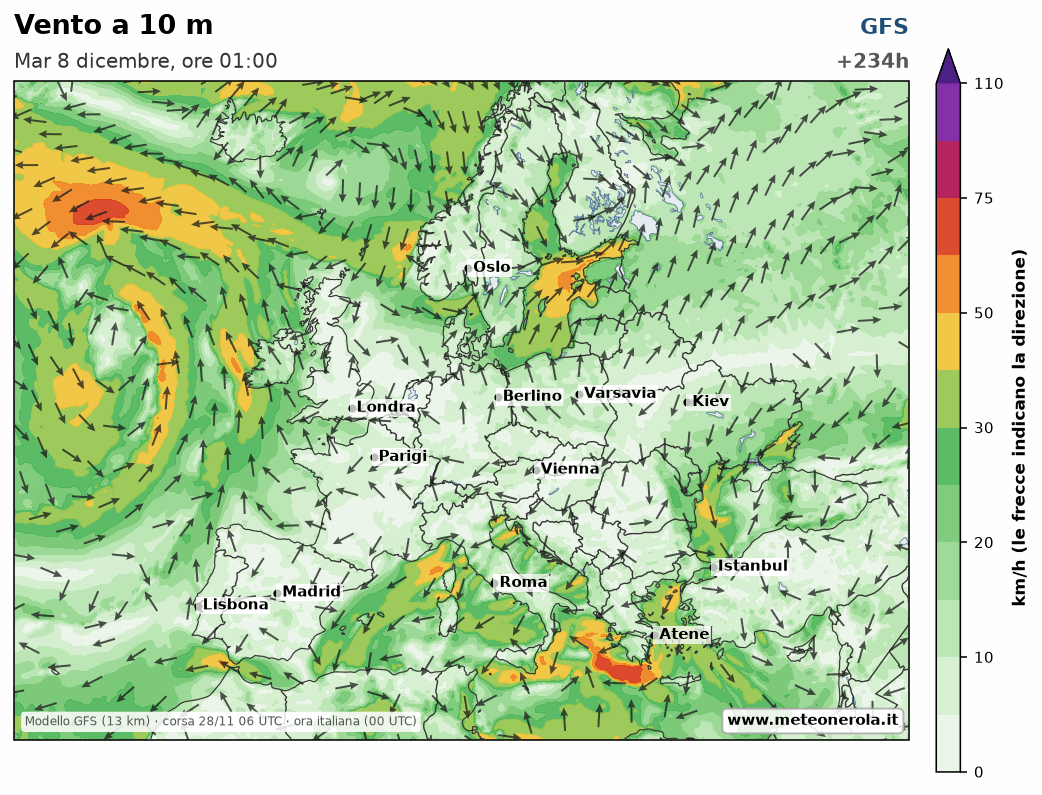 Vento a 10 m
GFS
Mar 8 dicembre, ore 01:00
+234h
110
75
50
30
20
10
0
km/h (le frecce indicano la direzione)
Oslo
Berlino
Varsavia
Kiev
Londra
Parigi
Vienna
Istanbul
Roma
Madrid
Lisbona
Atene
Modello GFS (13 km) · corsa 28/11 06 UTC · ora italiana (00 UTC)
www.meteonerola.it